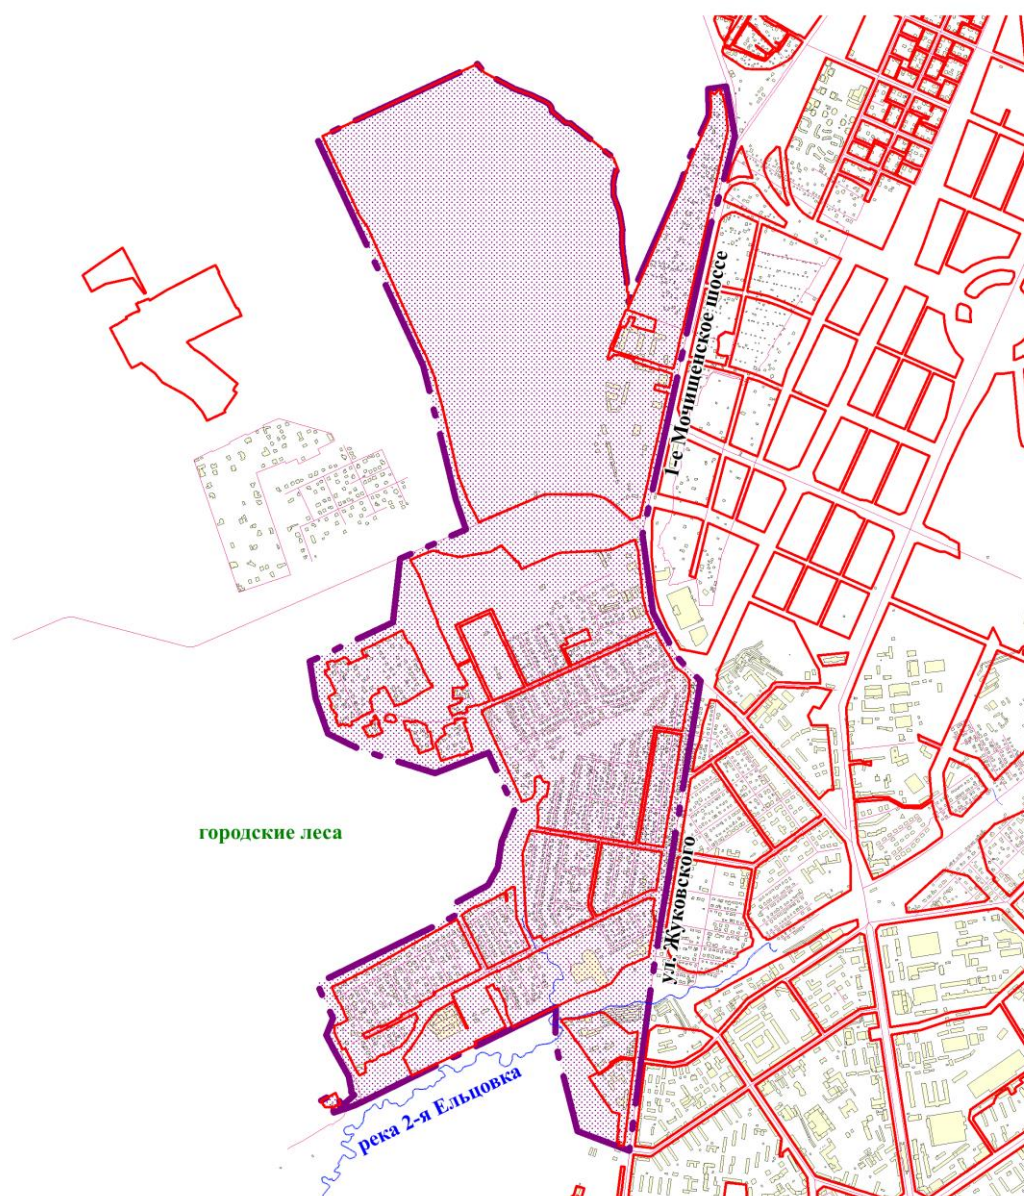 1-е Мочищенское шоссе
городские леса
ул. Жуковского
река 2-я Ельцовка